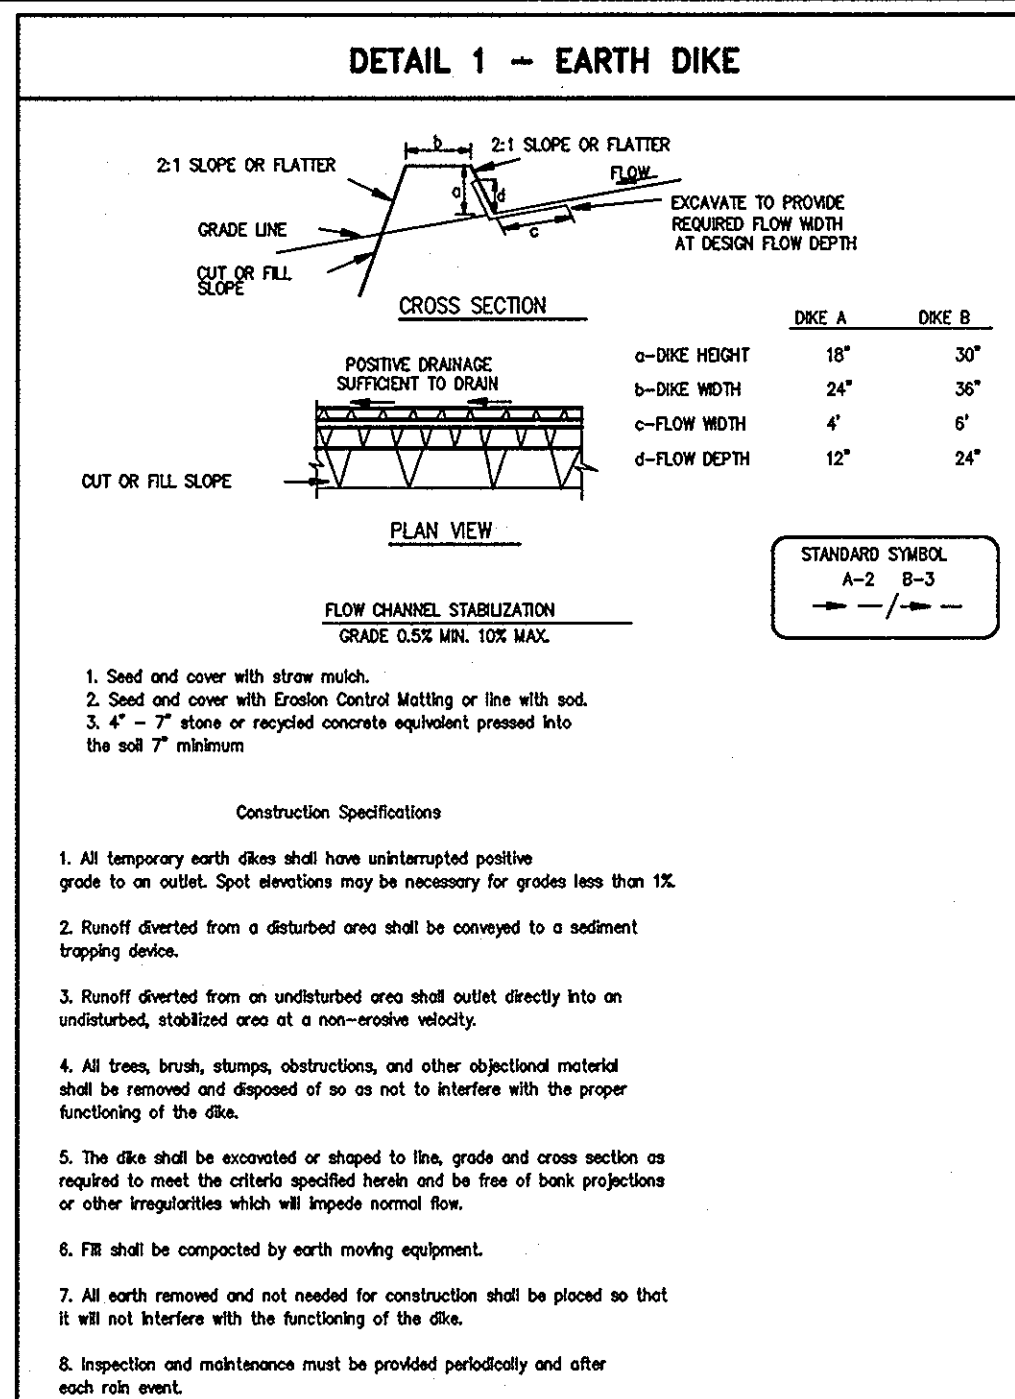 DETAIL 1 - EARTH DIKE
b
2:1 SLOPE OR FLATTER
2:1 SLOPE OR FLATTER
FLOW
a
d
EXCAVATE TO PROVIDE
REQUIRED FLOW WIDTH
AT DESIGN FLOW DEPTH
GRADE LINE
c
CUT OR FILL
SLOPE
CROSS SECTION
DIKE A DIKE B
a-DIKE HEIGHT 18" 30"
b-DIKE WIDTH 24" 36"
c-FLOW WIDTH 4' 6'
d-FLOW DEPTH 12" 24"
POSITIVE DRAINAGE
SUFFICIENT TO DRAIN
CUT OR FILL SLOPE
PLAN VIEW
STANDARD SYMBOL
A-2 B-3
/
FLOW CHANNEL STABILIZATION
GRADE 0.5% MIN. 10% MAX.
1. Seed and cover with straw mulch.
2. Seed and cover with Erosion Control Matting or line with sod.
3. 4" - 7" stone or recycled concrete equivalent pressed into
the soil 7" minimum
Construction Specifications
1. All temporary earth dikes shall have uninterrupted positive
grade to an outlet. Spot elevations may be necessary for grades less than 1%.
2. Runoff diverted from a disturbed area shall be conveyed to a sediment
trapping device.
3. Runoff diverted from an undisturbed area shall outlet directly into an
undisturbed, stabilized area at a non-erosive velocity.
4. All trees, brush, stumps, obstructions, and other objectional material
shall be removed and disposed of so as not to interfere with the proper
functioning of the dike.
5. The dike shall be excavated or shaped to line, grade and cross section as
required to meet the criteria specified herein and be free of bank projections
or other irregularities which will impede normal flow.
6. Fill shall be compacted by earth moving equipment.
7. All earth removed and not needed for construction shall be placed so that
it will not interfere with the functioning of the dike.
8. Inspection and maintenance must be provided periodically and after
each rain event.